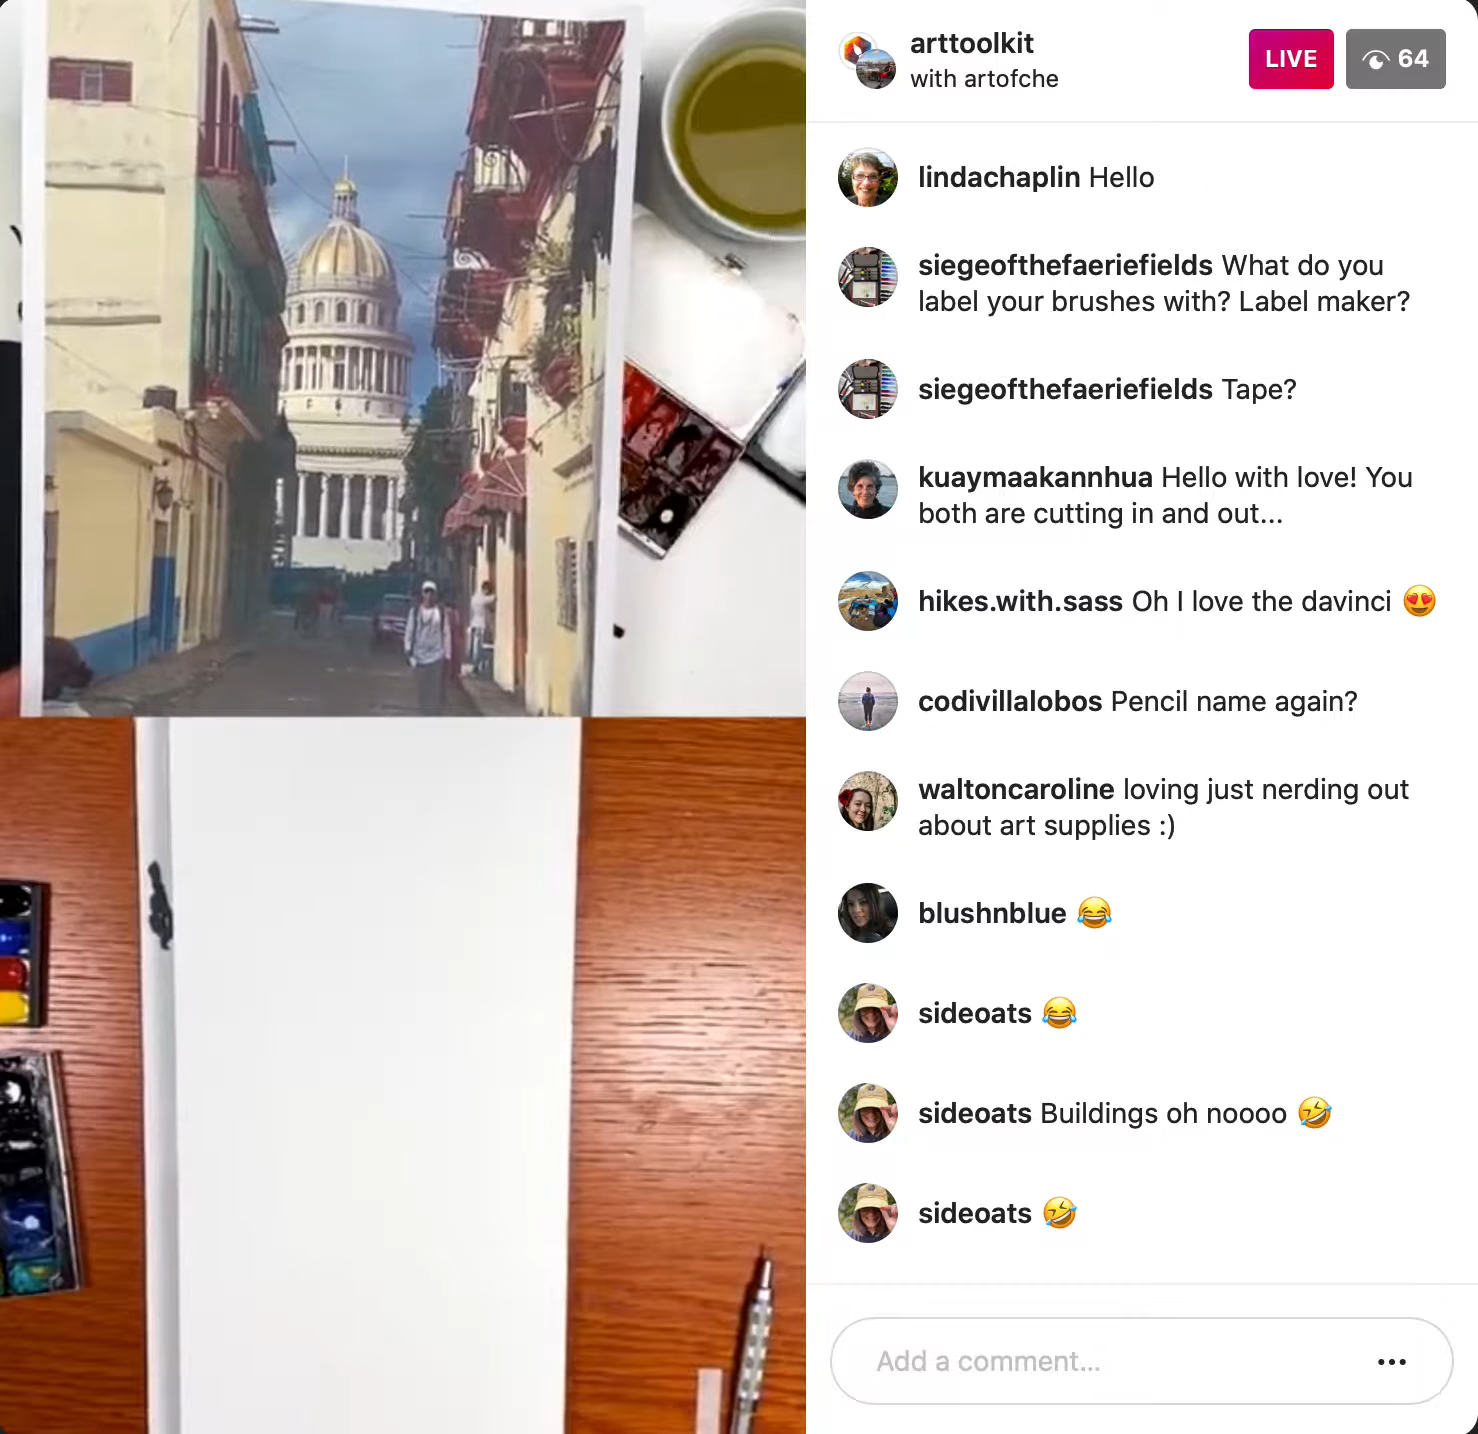 arttoolkit
with artofche
LIVE
64
lindachaplin Hello
siegeofthefaeriefields What do you
label your brushes with? Label maker?
siegeofthefaeriefields Tape?
kuaymaakannhua Hello with love! You
both are cutting in and out...
hikes.with.sass Oh I love the davinci 😍
codivillalobos Pencil name again?
waltoncaroline loving just nerding out
about art supplies :)
blushnblue 😂
sideoats 😂
sideoats Buildings oh noooo 🤣
sideoats 🤣
Add a comment...